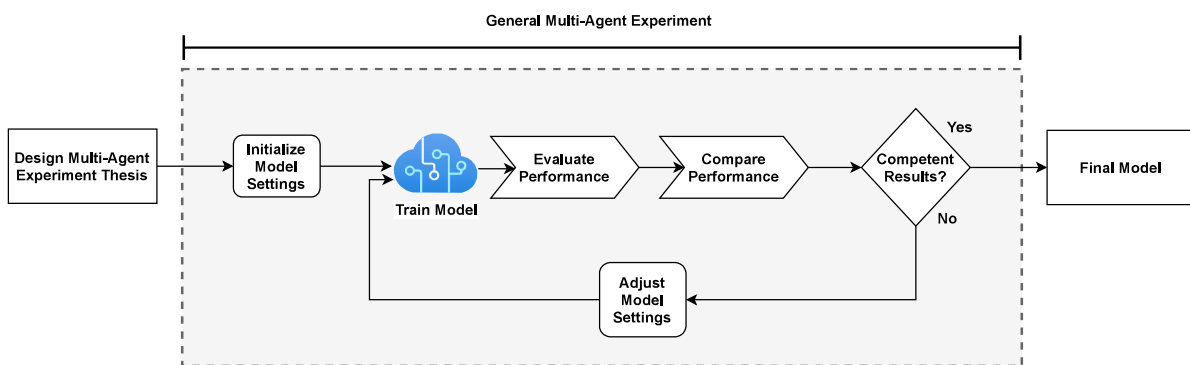 General Multi-Agent Experiment
Design Multi-Agent
Experiment Thesis
Initialize
Model
Settings
Train Model
Evaluate
Performance
Compare
Performance
Competent
Results?
Yes
No
Final Model
Adjust
Model
Settings